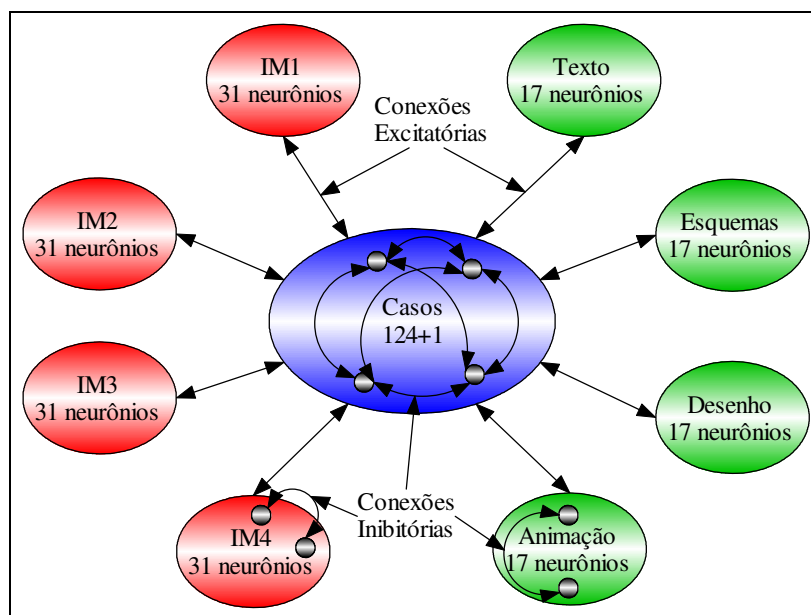 IM1
31 neurônios
Texto
17 neurônios
Conexões
Excitatórias
IM2
31 neurônios
Esquemas
17 neurônios
Casos
124+1
IM3
31 neurônios
Desenho
17 neurônios
Conexões
Inibitórias
IM4
31 neurônios
Animação
17 neurônios